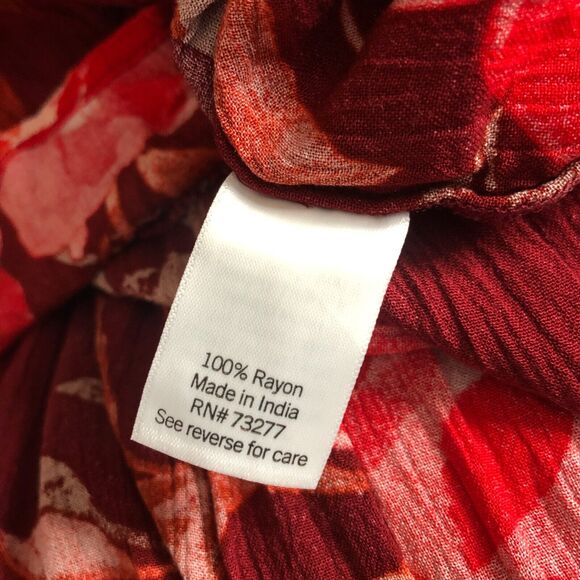 100% Rayon
Made in India
RN# 73277
See reverse for care